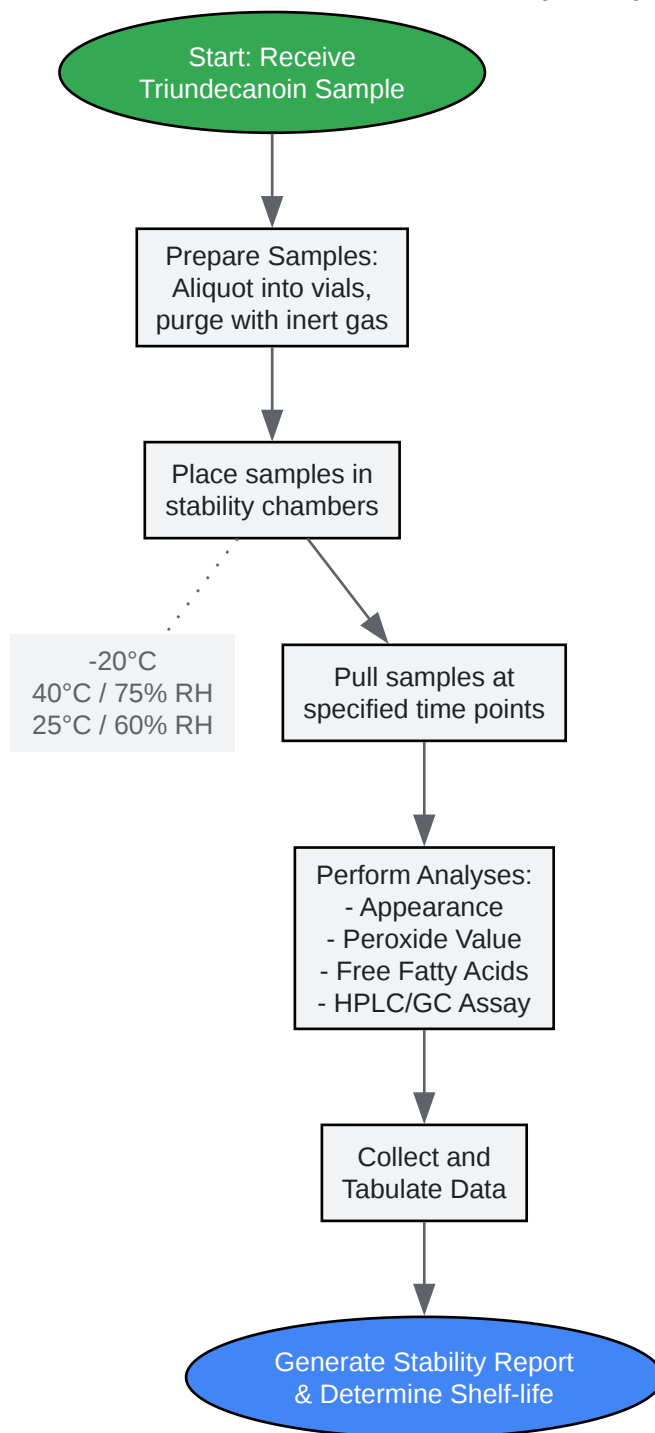 Start: Receive
Triundecanoin Sample
Prepare Samples:
Aliquot into vials,
purge with inert gas
Place samples in
stability chambers
-20°C
40°C / 75% RH
25°C / 60% RH
Pull samples at
specified time points
Perform Analyses:
- Appearance
- Peroxide Value
- Free Fatty Acids
- HPLC/GC Assay
Collect and
Tabulate Data
Generate Stability Report
& Determine Shelf-life